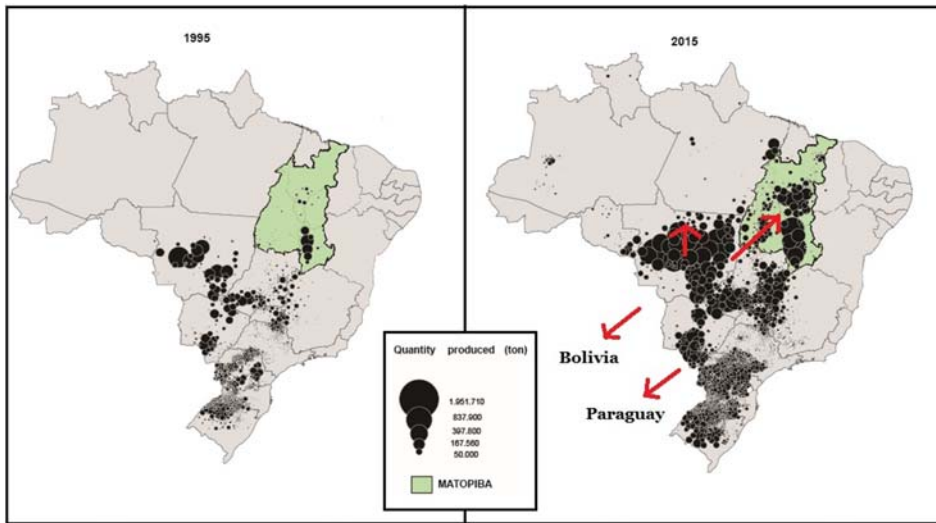 1995
2015
Bolivia
Paraguay
Quantity produced (ton)
1.951.710
837.900
397.800
167.560
50.000
MATOPIBA